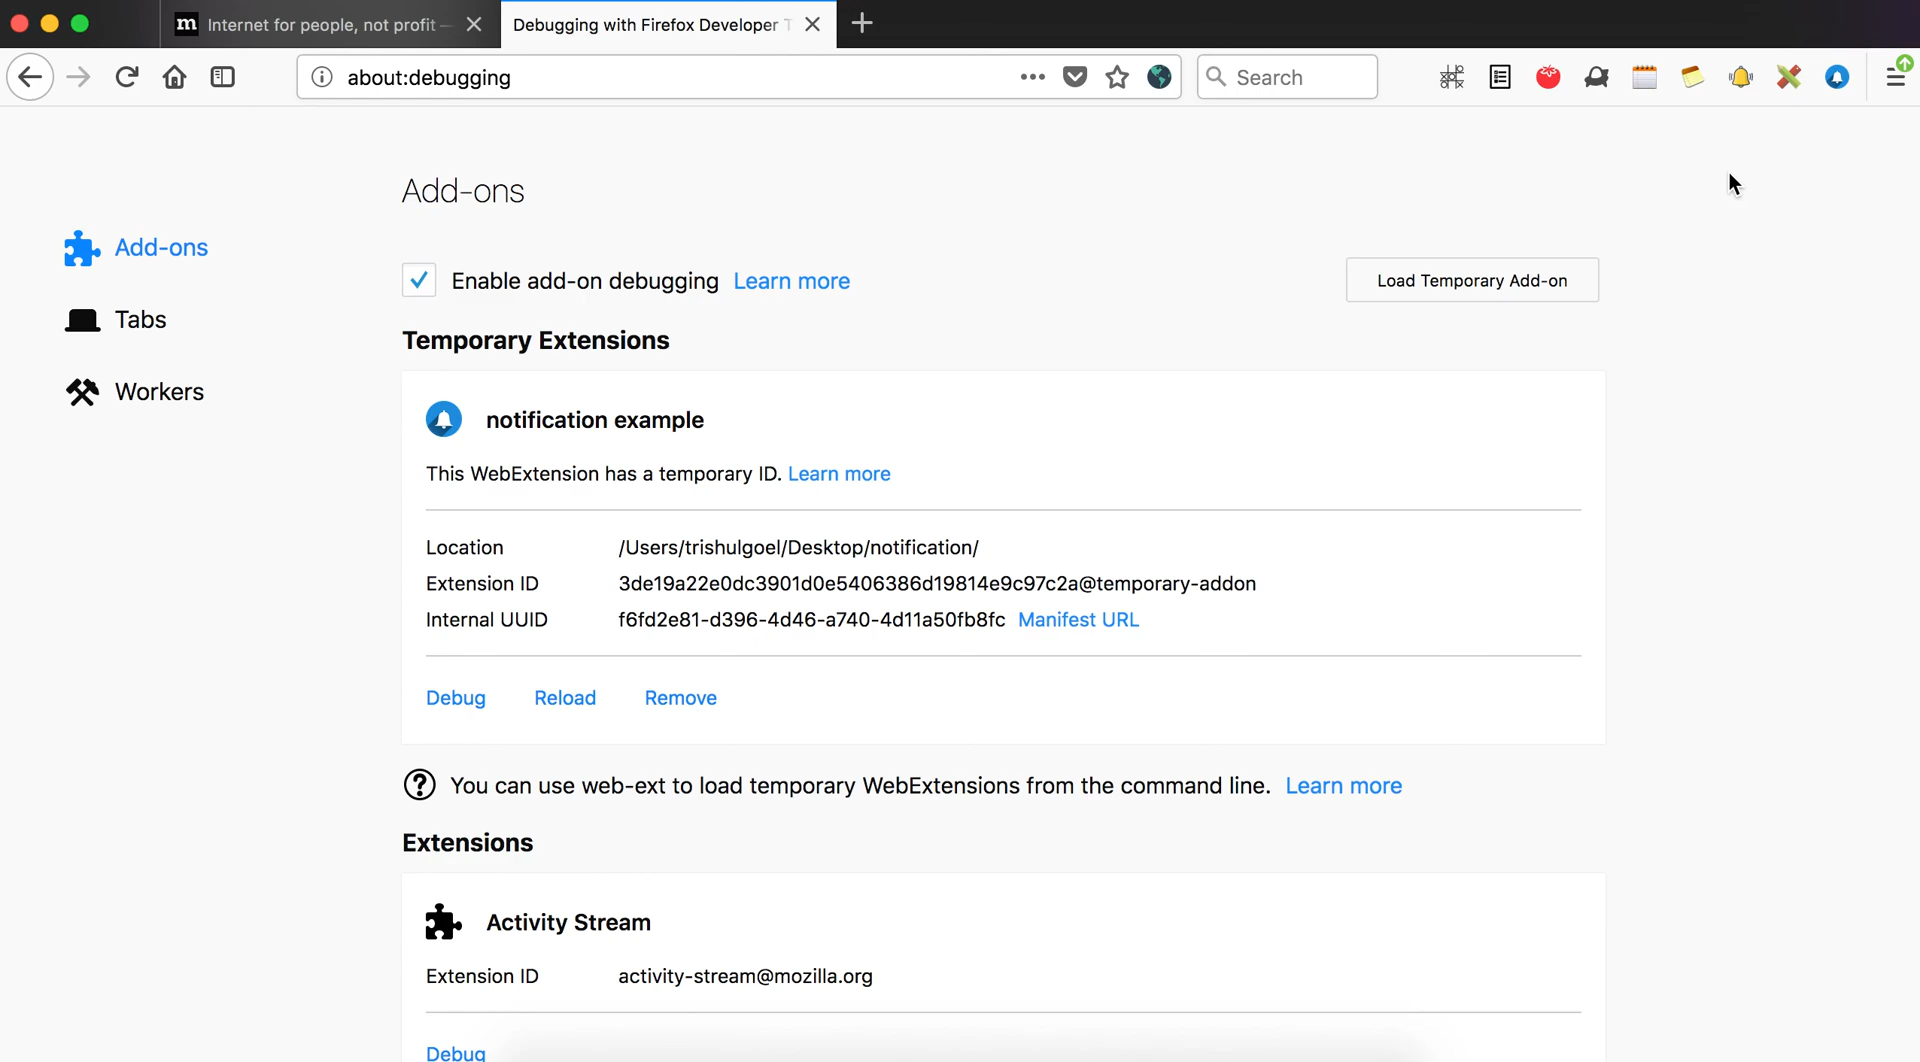 m Internet for people, not profit —
Debugging with Firefox Developer T
about:debugging
Search
Add-ons
Add-ons
Tabs
Workers
Enable add-on debugging Learn more
Load Temporary Add-on
Temporary Extensions
notification example
This WebExtension has a temporary ID. Learn more
Location /Users/trishulgoel/Desktop/notification/
Extension ID 3de19a22e0dc3901d0e5406386d19814e9c97c2a@temporary-addon
Internal UUID f6fd2e81-d396-4d46-a740-4d11a50fb8fc Manifest URL
Debug Reload Remove
You can use web-ext to load temporary WebExtensions from the command line. Learn more
Extensions
Activity Stream
Extension ID activity-stream@mozilla.org
Debug